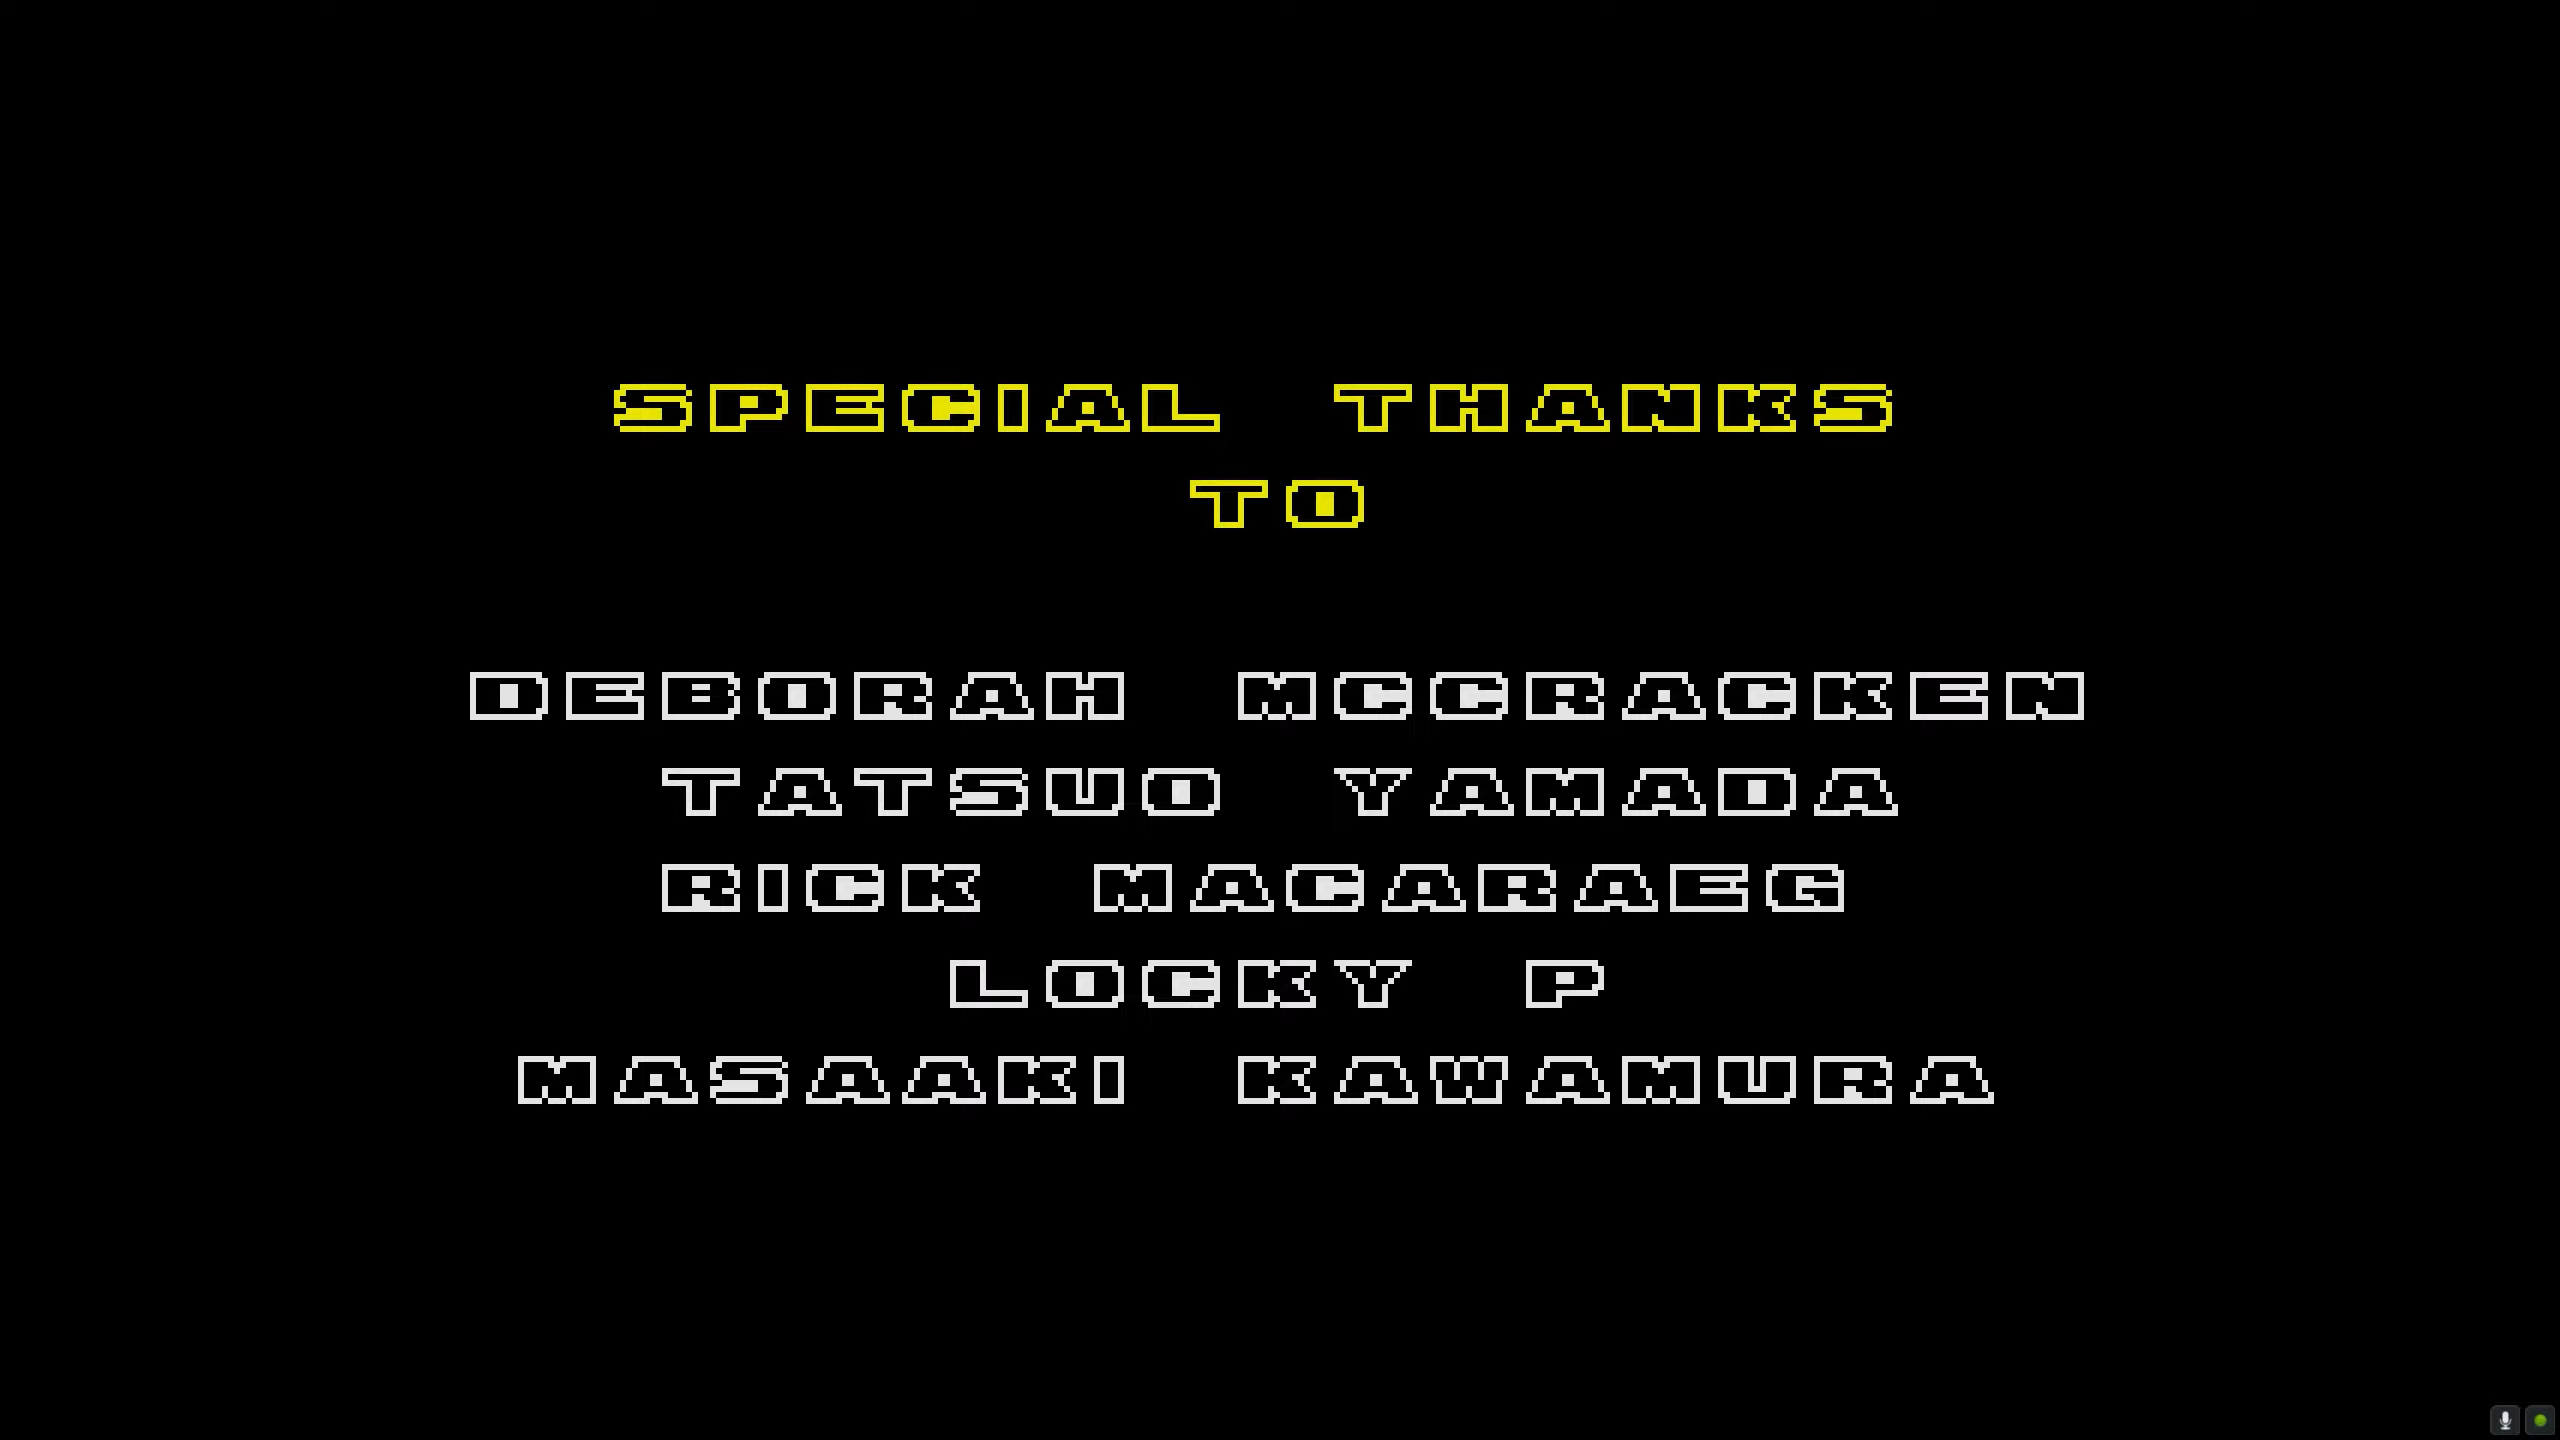 SPECIAL THANKS
TO
DEBORAH MCCRACKEN
TATSUO YAMADA
RICK MACARAEG
LOCKY P
MASAAKI KAWAMURA